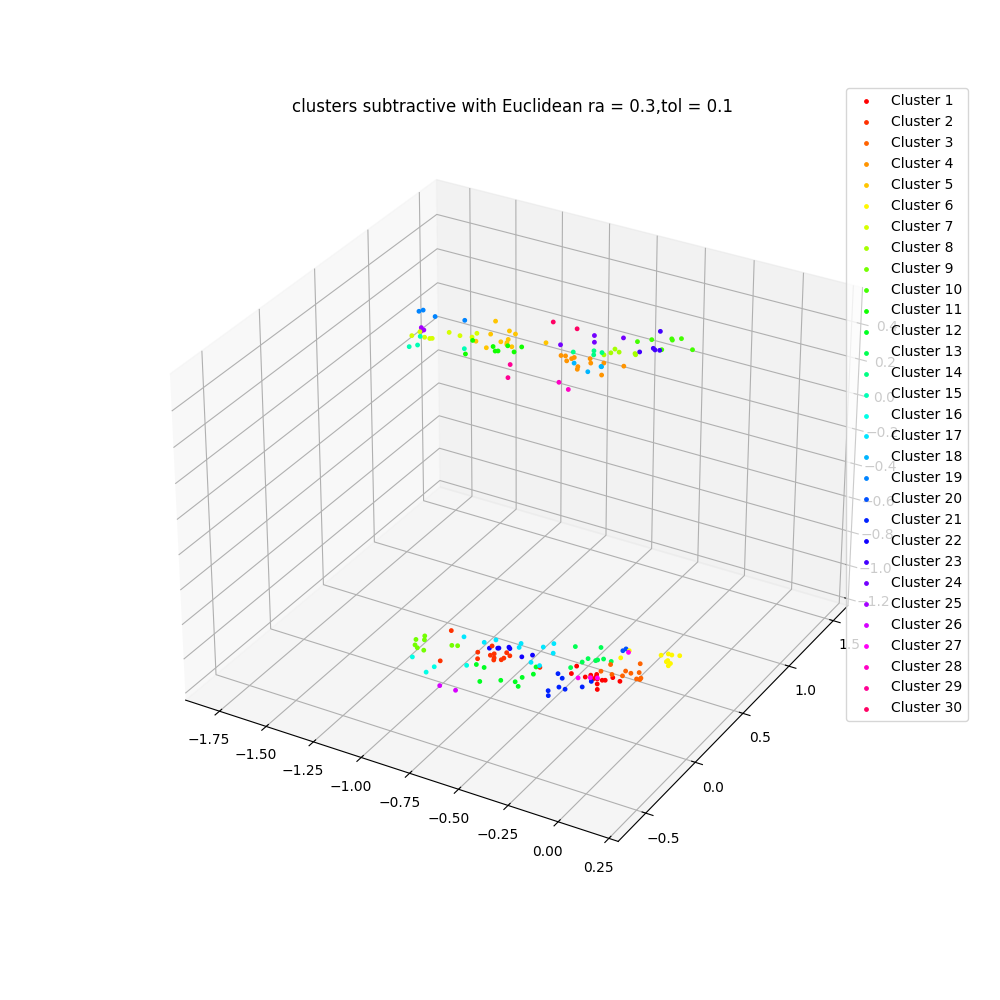 clusters subtractive with Euclidean ra = 0.3,tol = 0.1
Cluster 1
Cluster 2
Cluster 3
Cluster 4
Cluster 5
Cluster 6
Cluster 7
Cluster 8
Cluster 9
Cluster 10
Cluster 11
Cluster 12
Cluster 13
Cluster 14
Cluster 15
Cluster 16
Cluster 17
Cluster 18
Cluster 19
Cluster 20
Cluster 21
Cluster 22
Cluster 23
Cluster 24
Cluster 25
Cluster 26
Cluster 27
Cluster 28
Cluster 29
Cluster 30
0.2
0.0
−0.4
−0.6
−0.8
−1.0
−1.2
1.0
0.5
0.0
−0.5
−1.75
−1.50
−1.25
−1.00
−0.75
−0.50
−0.25
0.00
0.25